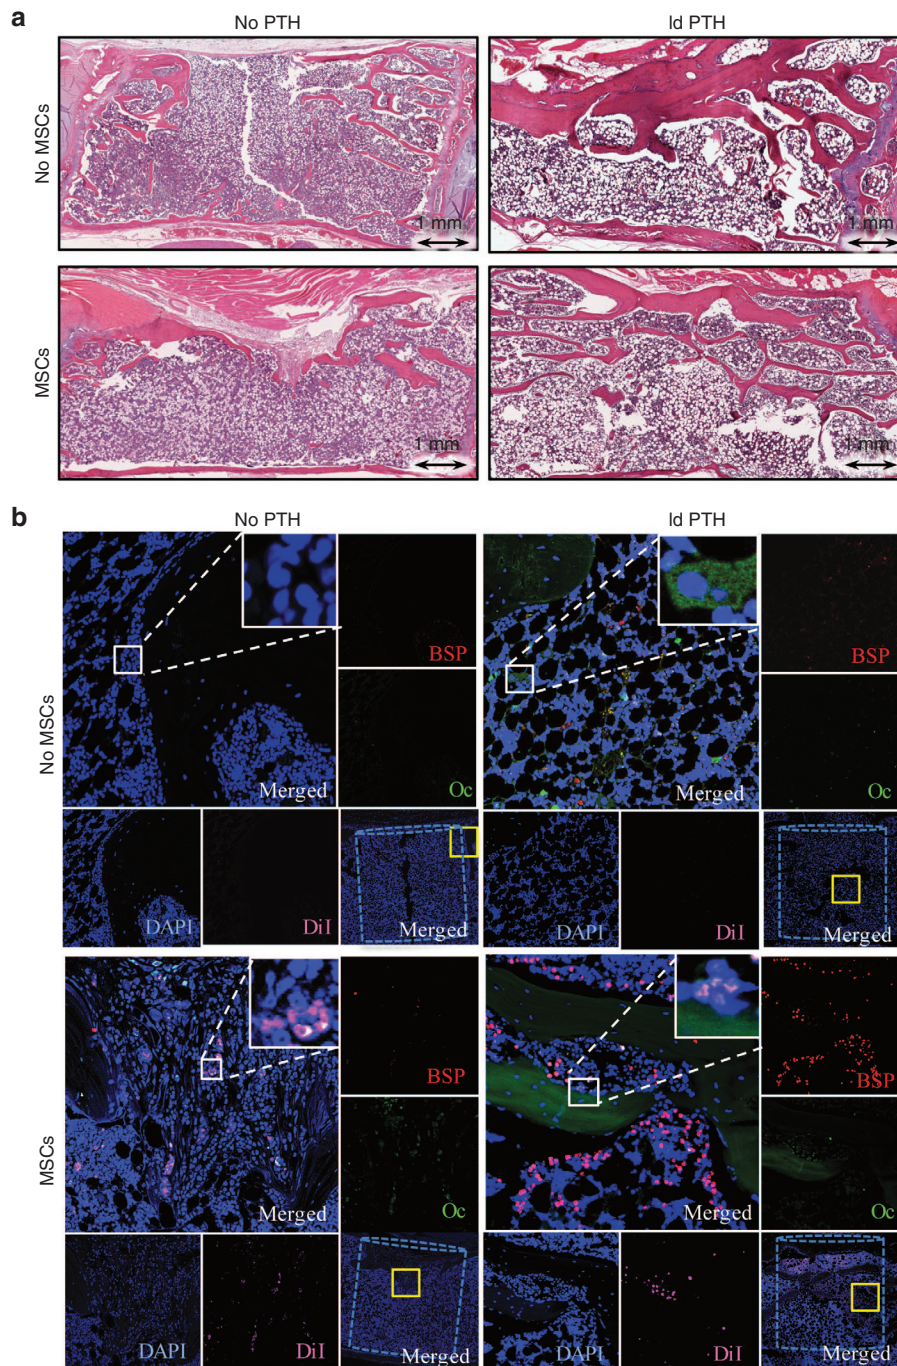 a
No PTH
ld PTH
No MSCs
1 mm
1 mm
MSCs
1 mm
1 mm
b
No PTH
ld PTH
No MSCs
BSP
BSP
Merged
Oc
Merged
Oc
DAPI
DiI
Merged
DAPI
DiI
Merged
MSCs
BSP
BSP
Merged
Oc
Merged
Oc
DAPI
DiI
Merged
DAPI
DiI
Merged